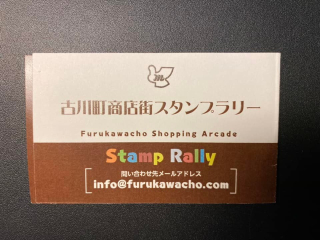 古川町商店街スタンプラリー
Furukawacho Shopping Arcade
Stamp Rally
問い合わせ先メールアドレス
info@furukawacho.com